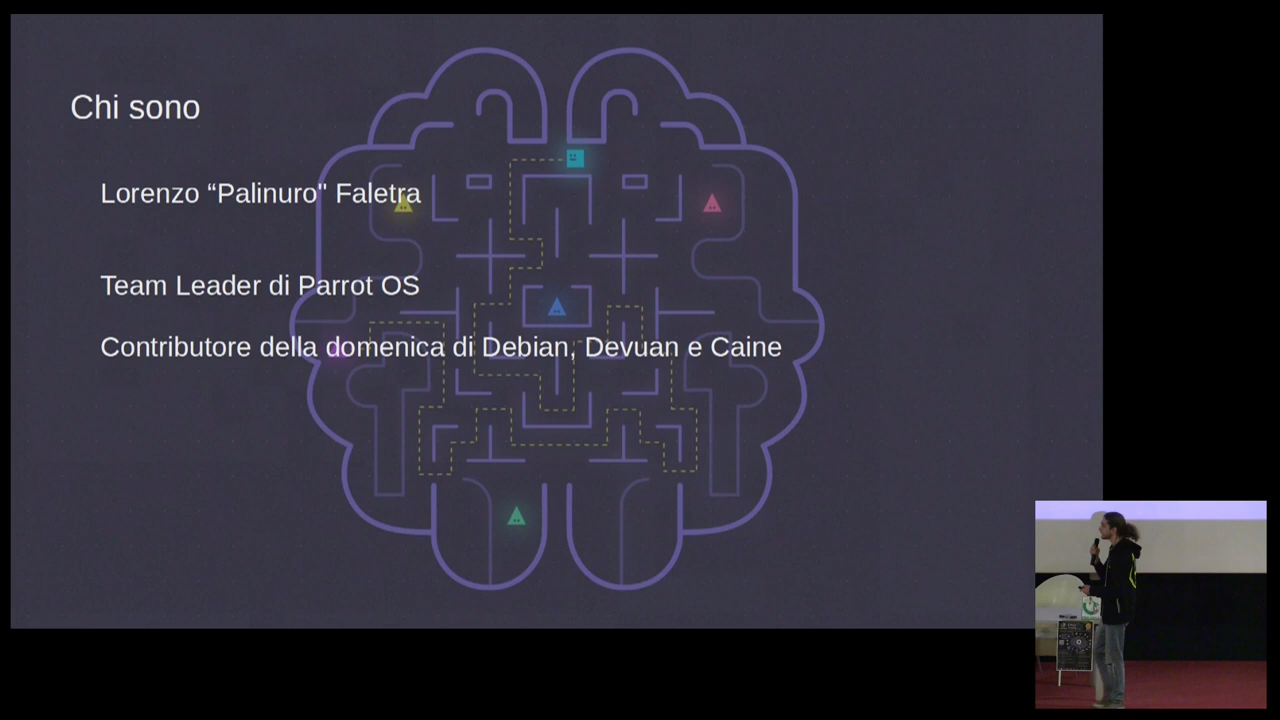 Chi sono
Lorenzo “Palinuro" Faletra
Team Leader di Parrot OS
Contributore della domenica di Debian, Devuan e Caine